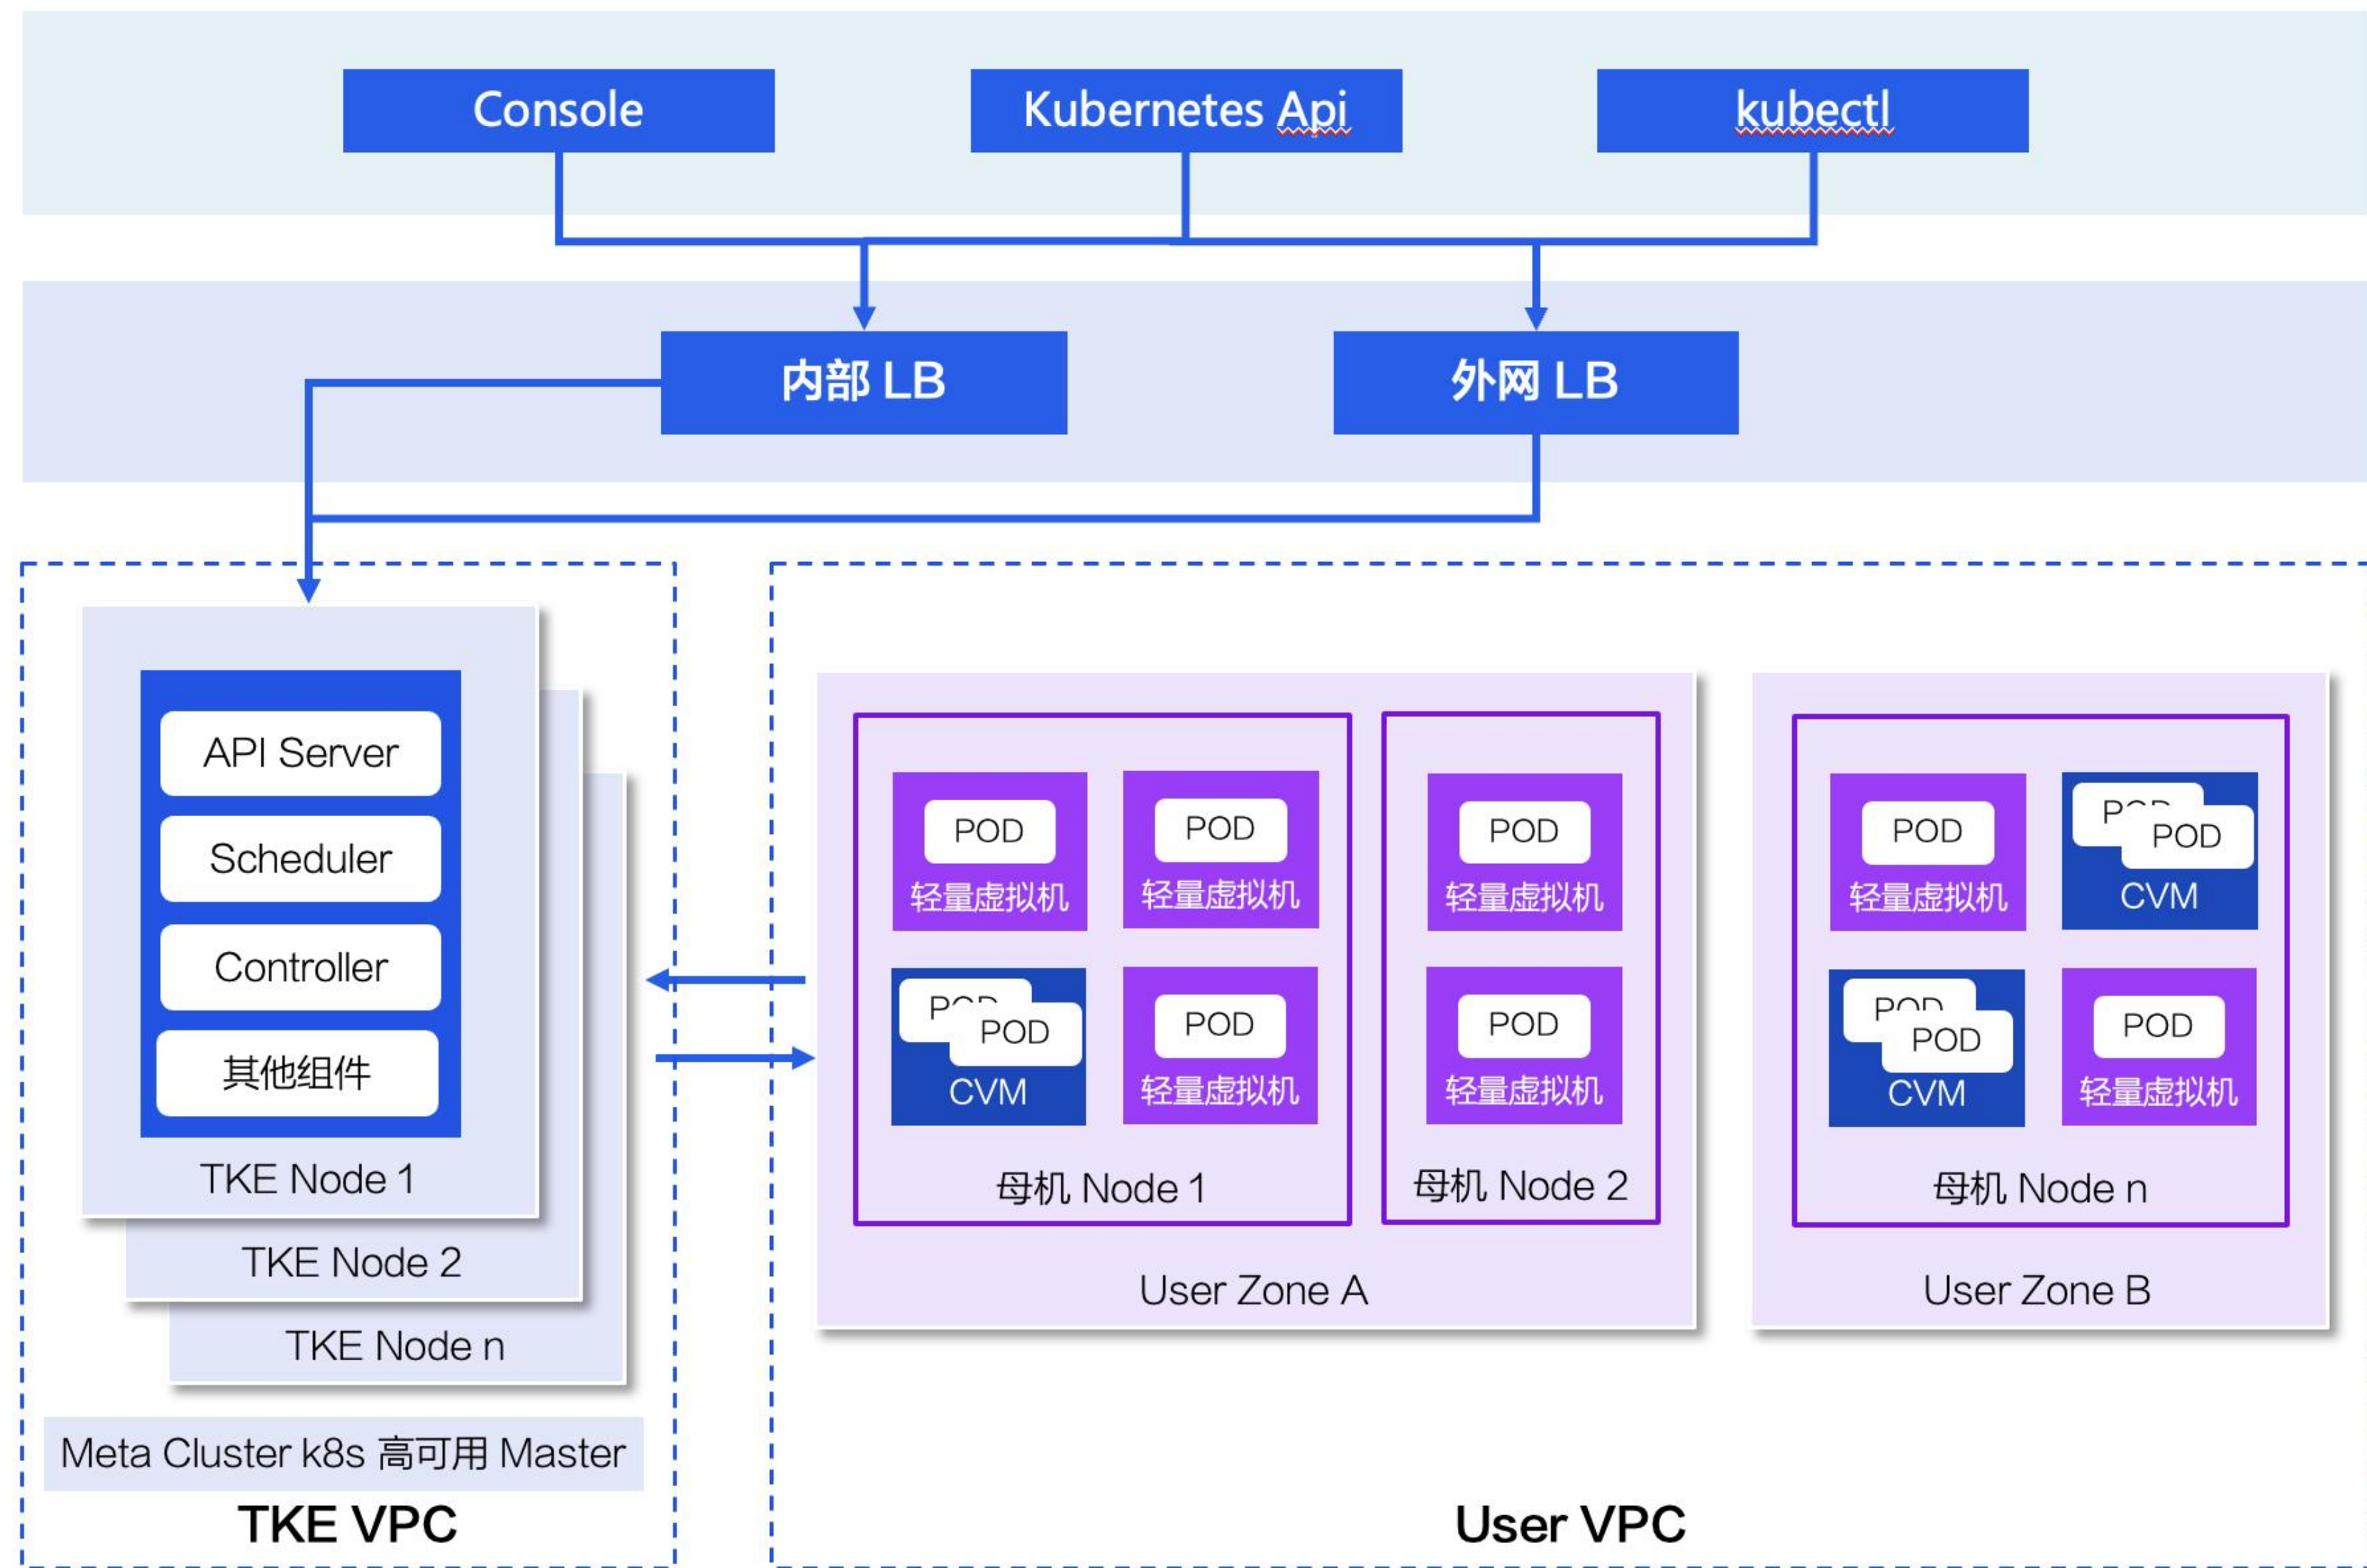 Console
Kubernetes Api
kubectl
内部 LB
外网 LB
API Server
Scheduler
Controller
其他组件
TKE Node 1
TKE Node 2
TKE Node n
Meta Cluster k8s 高可用 Master
TKE VPC
POD
轻量虚拟机
POD
轻量虚拟机
POD
POD
CVM
POD
轻量虚拟机
母机 Node 1
POD
轻量虚拟机
POD
轻量虚拟机
母机 Node 2
User Zone A
POD
轻量虚拟机
POD
POD
CVM
POD
POD
CVM
POD
轻量虚拟机
母机 Node n
User Zone B
User VPC